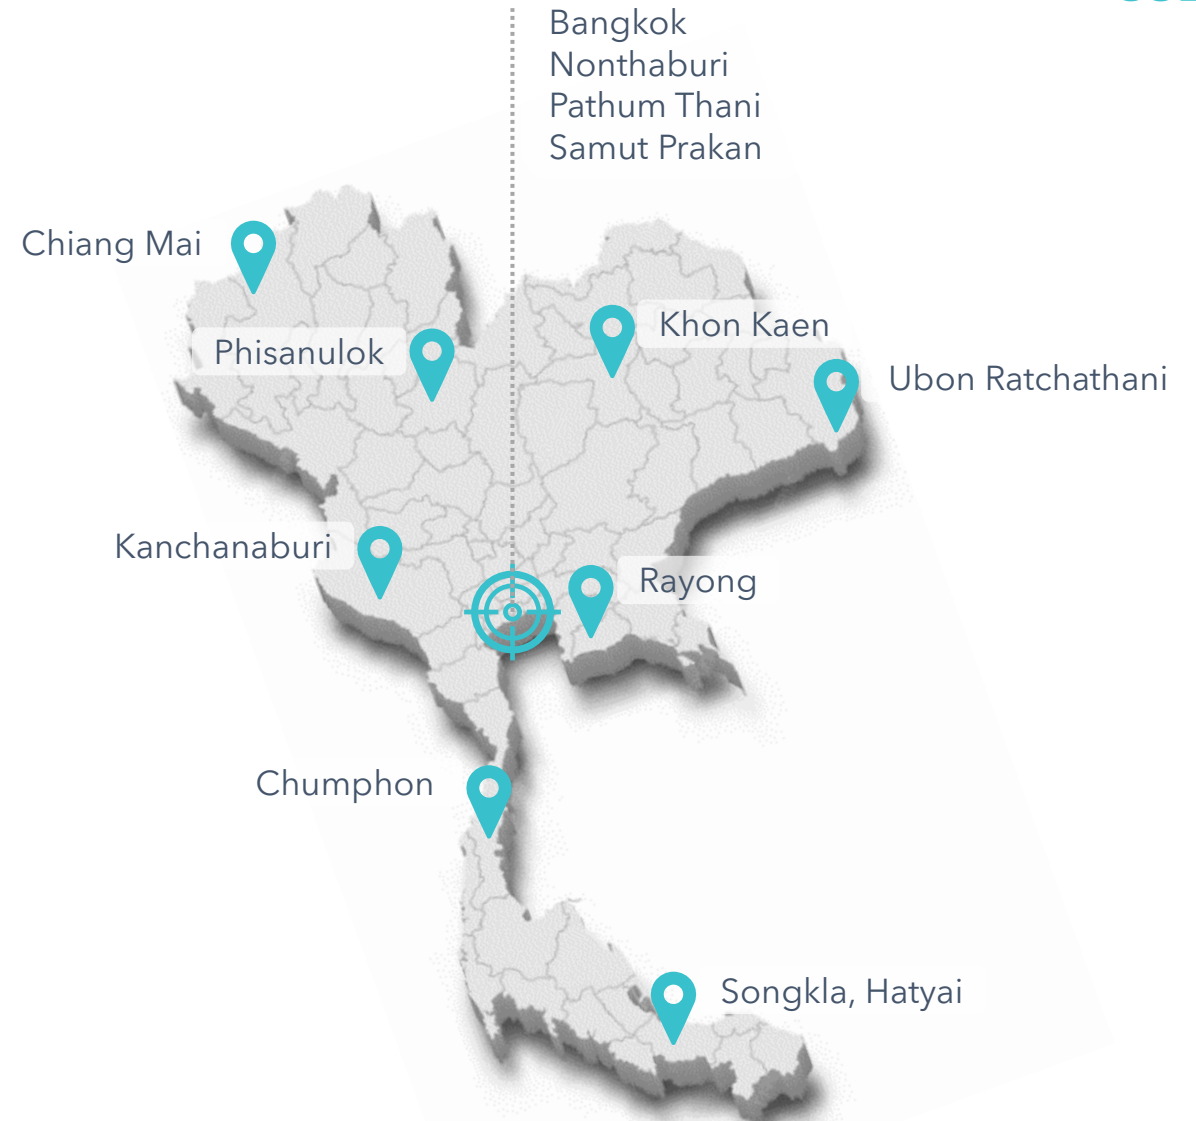 Bangkok
Nonthaburi
Pathum Thani
Samut Prakan
Chiang Mai
Khon Kaen
Phisanulok
Ubon Ratchathani
Kanchanaburi
Rayong
Chumphon
Songkla, Hatyai